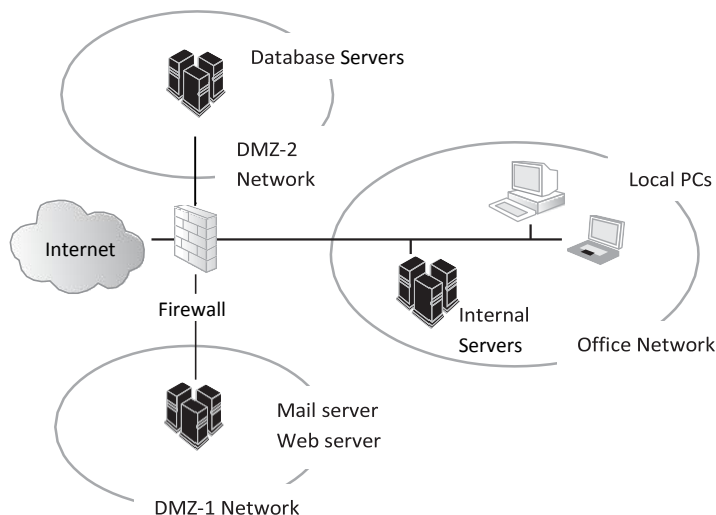 Database Servers
DMZ-2
Network
Local PCs
Internet
Firewall
Internal
Servers
Office Network
Mail server
Web server
DMZ-1 Network